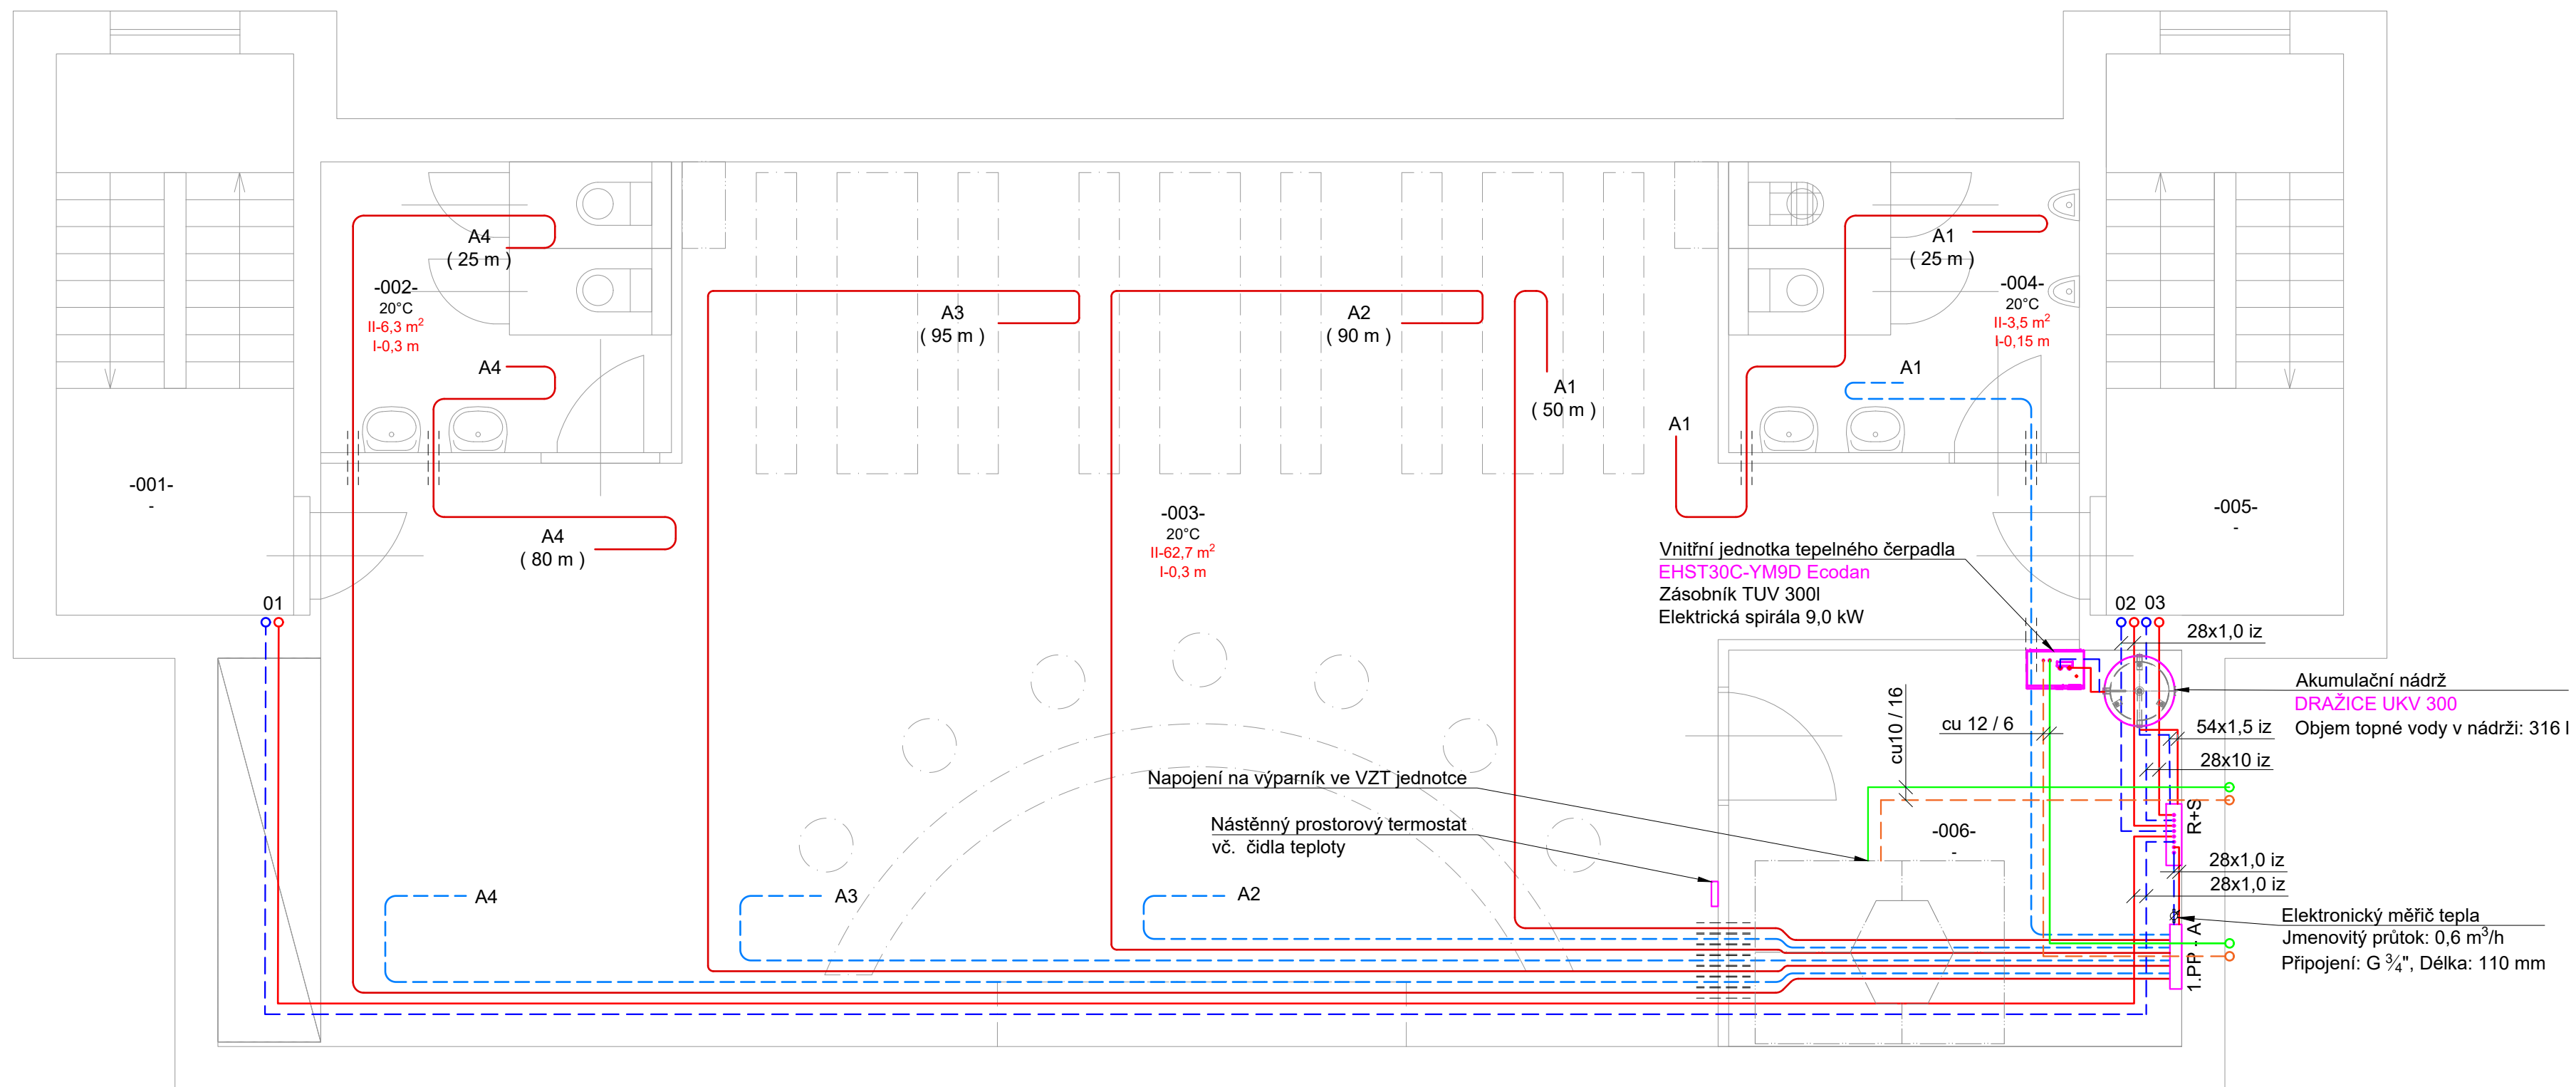 A4
( 25 m )
-002-
20°C
II-6,3 m²
I-0,3 m
A4
A4
( 80 m )
-001-
-
01
A3
( 95 m )
A2
( 90 m )
A1
( 50 m )
A1
A1
( 25 m )
-004-
20°C
II-3,5 m²
I-0,15 m
A1
-003-
20°C
II-62,7 m²
I-0,3 m
-005-
-
Vnitřní jednotka tepelného čerpadla
EHST30C-YM9D Ecodan
Zásobník TUV 300l
Elektrická spirála 9,0 kW
02
03
28x1,0 iz
Akumulační nádrž
DRAŽICE UKV 300
Objem topné vody v nádrži: 316 l
cu10 / 16
cu 12 / 6
54x1,5 iz
28x10 iz
Napojení na výparník ve VZT jednotce
Nástěnný prostorový termostat
vč. čidla teploty
-006-
-
R+S
28x1,0 iz
28x1,0 iz
A4
A3
A2
Elektronický měřič tepla
Jmenovitý průtok: 0,6 m³/h
Připojení: G ¾", Délka: 110 mm
1.PP - A